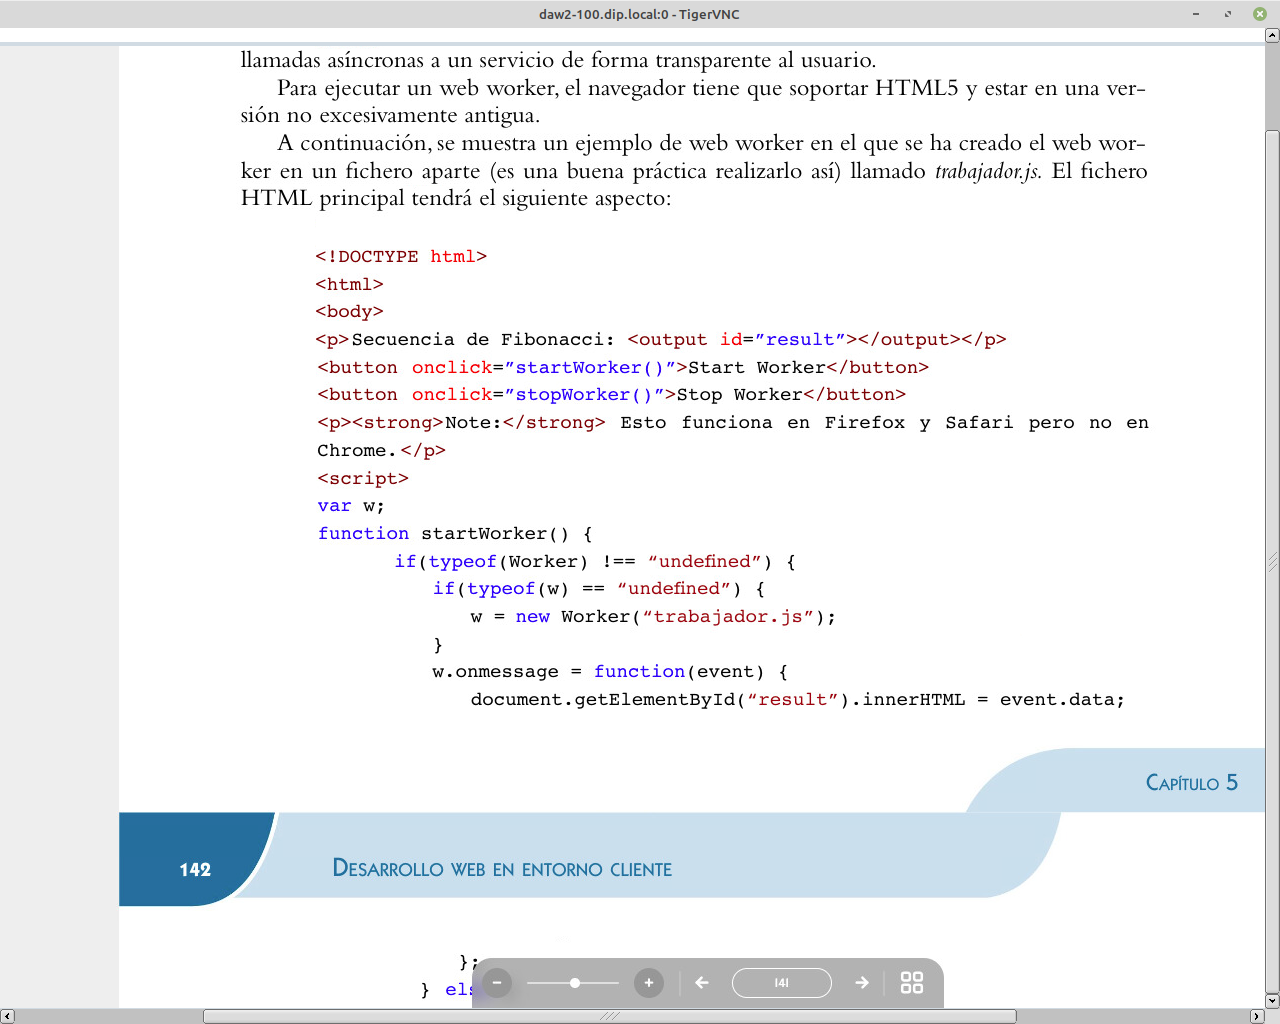 daw2-100.dip.local:0 - TigerVNC
llamadas asíncronas a un servicio de forma transparente al usuario.
Para ejecutar un web worker, el navegador tiene que soportar HTML5 y estar en una ver-
sión no excesivamente antigua.
A continuación, se muestra un ejemplo de web worker en el que se ha creado el web wor-
ker en un fichero aparte (es una buena práctica realizarlo así) llamado trabajador.js. El fichero
HTML principal tendrá el siguiente aspecto:
<!DOCTYPE html>
<html>
<body>
<p>Secuencia de Fibonacci: <output id=”result”></output></p>
<button onclick=”startWorker()”>Start Worker</button>
<button onclick=”stopWorker()”>Stop Worker</button>
<p><strong>Note:</strong> Esto funciona en Firefox y Safari pero no en
Chrome.</p>
<script>
var w;
function startWorker() {
if(typeof(Worker) !== “undefined”) {
if(typeof(w) == “undefined”) {
w = new Worker(“trabajador.js”);
}
w.onmessage = function(event) {
document.getElementById(“result”).innerHTML = event.data;
Capítulo 5
142
Desarrollo web en entorno cliente
};
} els
141